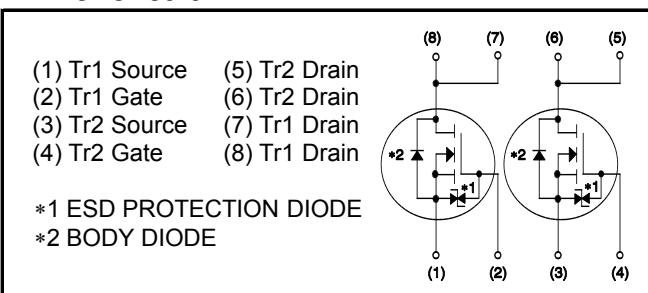 (8) (7) (6) (5)
(1) Tr1 Source (5) Tr2 Drain
(2) Tr1 Gate (6) Tr2 Drain
(3) Tr2 Source (7) Tr1 Drain
(4) Tr2 Gate (8) Tr1 Drain
*2 *2
*1 *1
∗1 ESD PROTECTION DIODE
∗2 BODY DIODE
(1) (2) (3) (4)